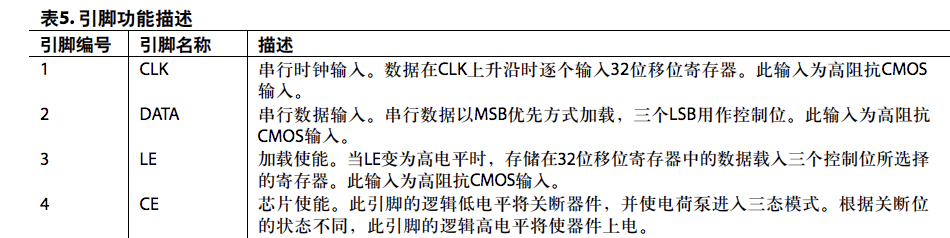 表5. 引脚功能描述
引脚编号 引脚名称 描述
1 CLK 串行时钟输入。数据在CLK上升沿时逐个输入32位移位寄存器。此输入为高阻抗CMOS
输入。
2 DATA 串行数据输入。串行数据以MSB优先方式加载，三个LSB用作控制位。此输入为高阻抗
CMOS输入。
3 LE 加载使能。当LE变为高电平时，存储在32位移位寄存器中的数据载入三个控制位所选择
的寄存器。此输入为高阻抗CMOS输入。
4 CE 芯片使能。此引脚的逻辑低电平将关断器件，并使电荷泵进入三态模式。根据关断位
的状态不同，此引脚的逻辑高电平将使器件上电。